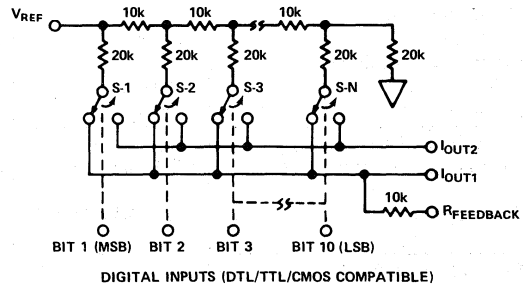 VREF
10k 10k 10k
20k 20k 20k 20k 20k
S-1 S-2 S-3 S-N
IOUT2
IOUT1
10k
RFEEDBACK
BIT 1 (MSB) BIT 2 BIT 3 BIT 10 (LSB)
DIGITAL INPUTS (DTL/TTL/CMOS COMPATIBLE)